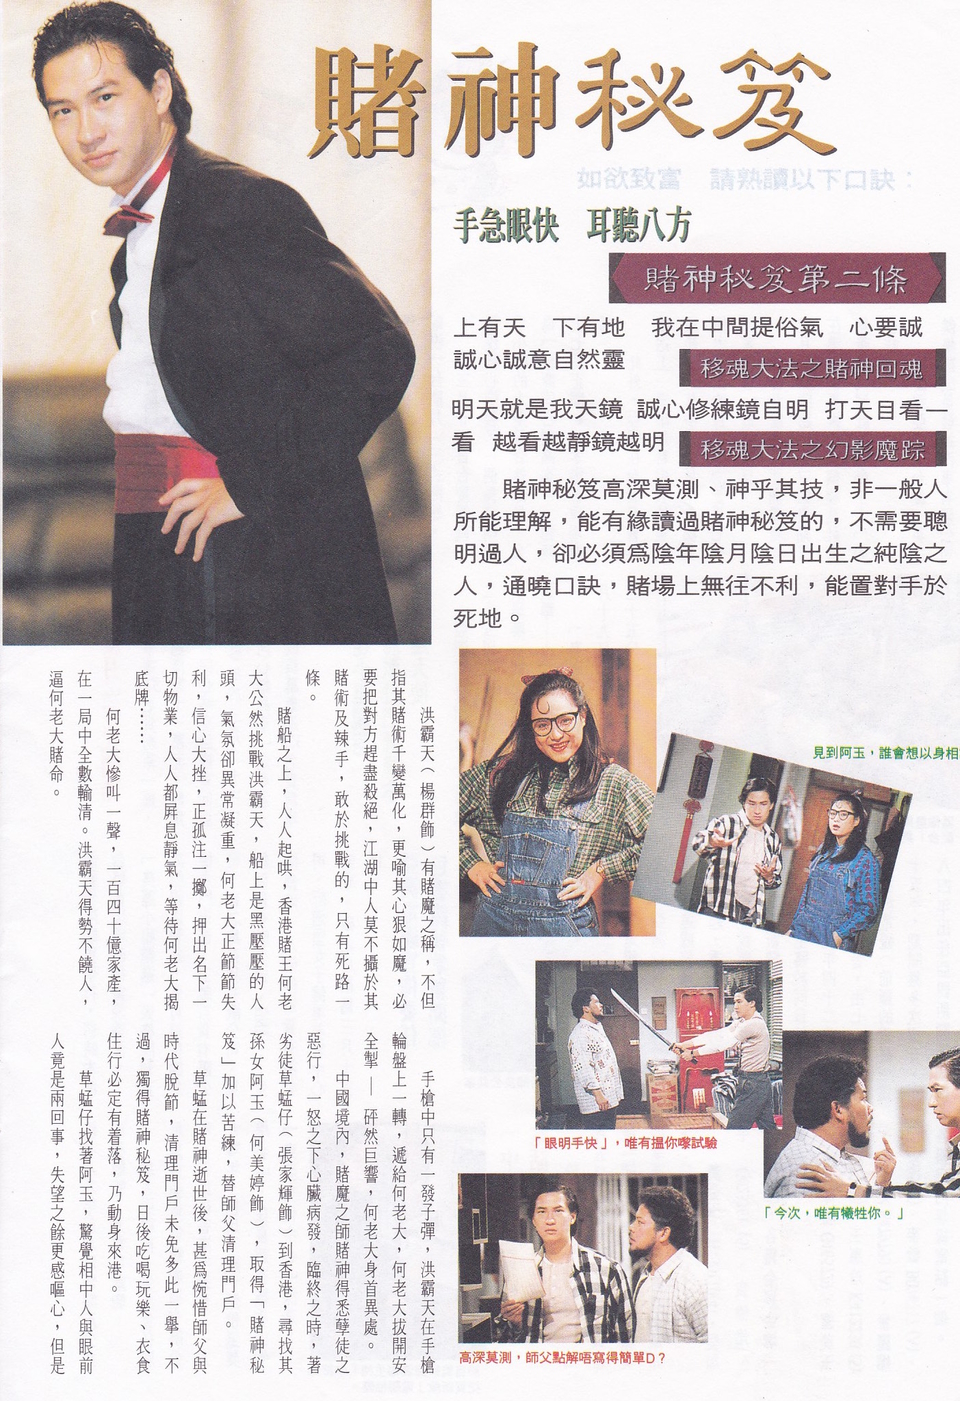 賭神秘笈
如欲致富　請熟讀以下口訣：
手急眼快　耳聽八方
賭神秘笈第二條
上有天　下有地　我在中間提俗氣　心要誠
誠心誠意自然靈
移魂大法之賭神回魂
明天就是我天鏡 誠心修練鏡自明 打天目看一
看 越看越靜鏡越明
移魂大法之幻影魔踪
賭神秘笈高深莫測、神乎其技，非一般人
所能理解，能有緣讀過賭神秘笈的，不需要聰
明過人，卻必須爲陰年陰月陰日出生之純陰之
人，通曉口訣，賭場上無往不利，能置對手於
死地。
見到阿玉，誰會想以身相
「眼明手快」，唯有搵你嚟試驗
「今次，唯有犧牲你。」
高深莫測，師父點解唔寫得簡單D？
洪霸天（楊群飾）有賭魔之稱，不但
指其賭術千變萬化，更喻其心狠如魔，必
要把對方趕盡殺絕，江湖中人莫不攝於其
賭術及辣手，敢於挑戰的，只有死路一
條。
賭船之上，人人起哄，香港賭王何老
大公然挑戰洪霸天，船上是黑壓壓的人
頭，氣氛卻異常凝重，何老大正節節失
利，信心大挫，正孤注一擲，押出名下一
切物業，人人都屏息靜氣，等待何老大揭
底牌……
何老大慘叫一聲，一百四十億家產，
在一局中全數輸清。洪霸天得勢不饒人，
逼何老大賭命。
手槍中只有一發子彈，洪霸天在手槍
輪盤上一轉，遞給何老大，何老大拔開安
全掣 — 砰然巨響，何老大身首異處。
中國境內，賭魔之師賭神得悉孽徒之
惡行，一怒之下心臟病發，臨終之時，著
劣徒草蜢仔（張家輝飾）到香港，尋找其
孫女阿玉（何美婷飾），取得「賭神秘
笈」加以苦練，替師父清理門戶。
草蜢在賭神逝世後，甚爲惋惜師父與
時代脫節，清理門戶未免多此一舉，不
過，獨得賭神秘笈，日後吃喝玩樂、衣食
住行必定有着落，乃動身來港。
草蜢仔找著阿玉，驚覺相中人與眼前
人竟是兩回事，失望之餘更感嘔心，但是